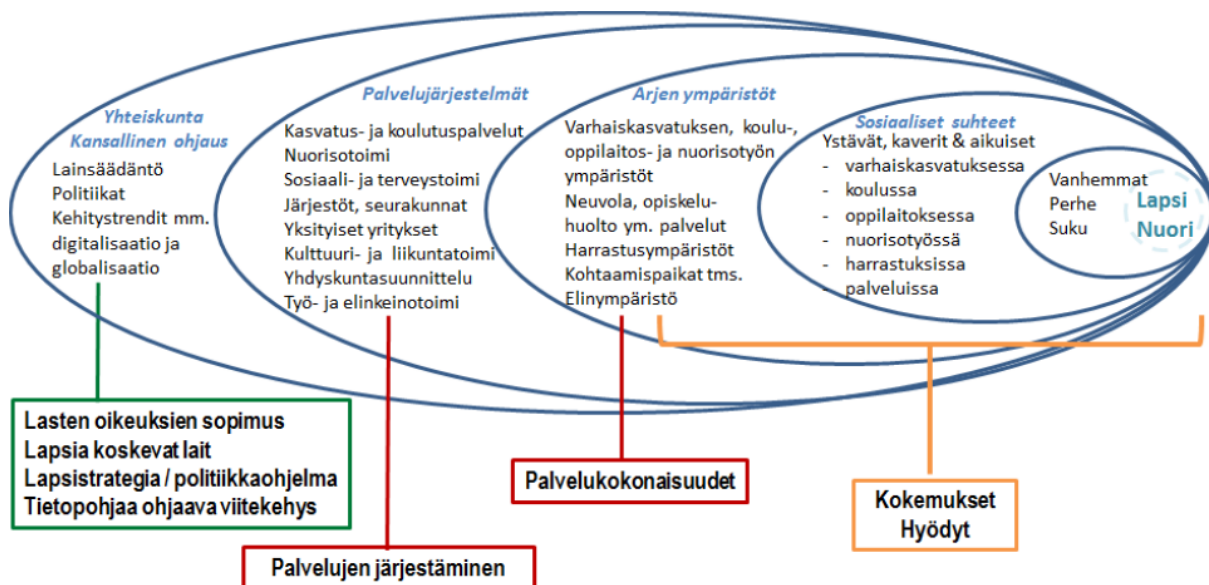 Yhteiskunta
Kansallinen ohjaus
Lainsäädäntö
Politiikat
Kehitystrendit mm.
digitalisaatio ja
globalisaatio
Palvelujärjestelmät
Kasvatus- ja koulutuspalvelut
Nuorisotoimi
Sosiaali- ja terveystoimi
Järjestöt, seurakunnat
Yksityiset yritykset
Kulttuuri- ja liikuntatoimi
Yhdyskuntasuunnittelu
Työ- ja elinkeinotoimi
Arjen ympäristöt
Varhaiskasvatuksen, koulu-,
oppilaitos- ja nuorisotyön
ympäristöt
Neuvola, opiskelu-
huolto ym. palvelut
Harrastusympäristöt
Kohtaamispaikat tms.
Elinympäristö
Sosiaaliset suhteet
Ystävät, kaverit & aikuiset
- varhaiskasvatuksessa
- koulussa
- oppilaitoksessa
- nuorisotyössä
- harrastuksissa
- palveluissa
Vanhemmat
Perhe
Suku
Lapsi
Nuori
Lasten oikeuksien sopimus
Lapsia koskevat lait
Lapsistrategia / politiikkaohjelma
Tietopohjaa ohjaava viitekehys
Palvelujen järjestäminen
Palvelukokonaisuudet
Kokemukset
Hyödyt